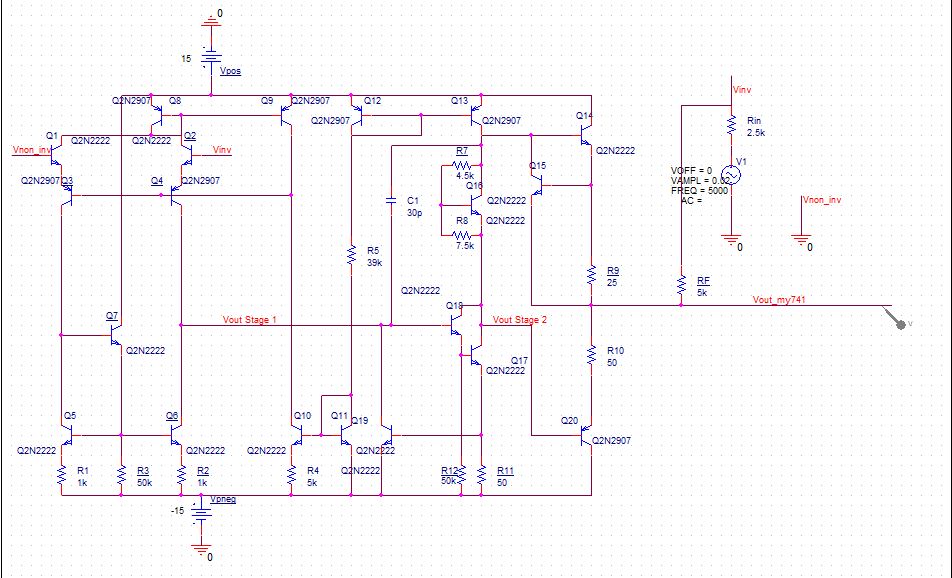 0
15
Vpos
Q2N2907 Q8 Q9 Q2N2907 Q12 Q13
Q2N2907 Q2N2907 Q14
Q1 Q2N2222 Q2N2222 Q2
Q2N2222
Vnon_inv Vinv
R7
4.5k
Q15
Q2N2907 Q3 Q4 Q2N2907
Q16
Q2N2222
C1
30p
R8
7.5k
Q2N2222
R5
39k
R9
25
Q2N2222
Q18
Q7
Vout Stage 1 Vout Stage 2
Q2N2222
Q17
Q2N2222
R10
50
Q5 Q6 Q10 Q11 Q19 Q20
Q2N2907
Q2N2222 Q2N2222 Q2N2222 Q2N2222
R1
1k
R3
50k
R2
1k
R4
5k
Q2N2222
R12
50k
R11
50
Vpneg
-15
0
Vinv
Rin
2.5k
V1
VOFF = 0
VAMPL = 0.02
FREQ = 5000
AC =
Vnon_inv
0
0
RF
5k
Vout_my741
V